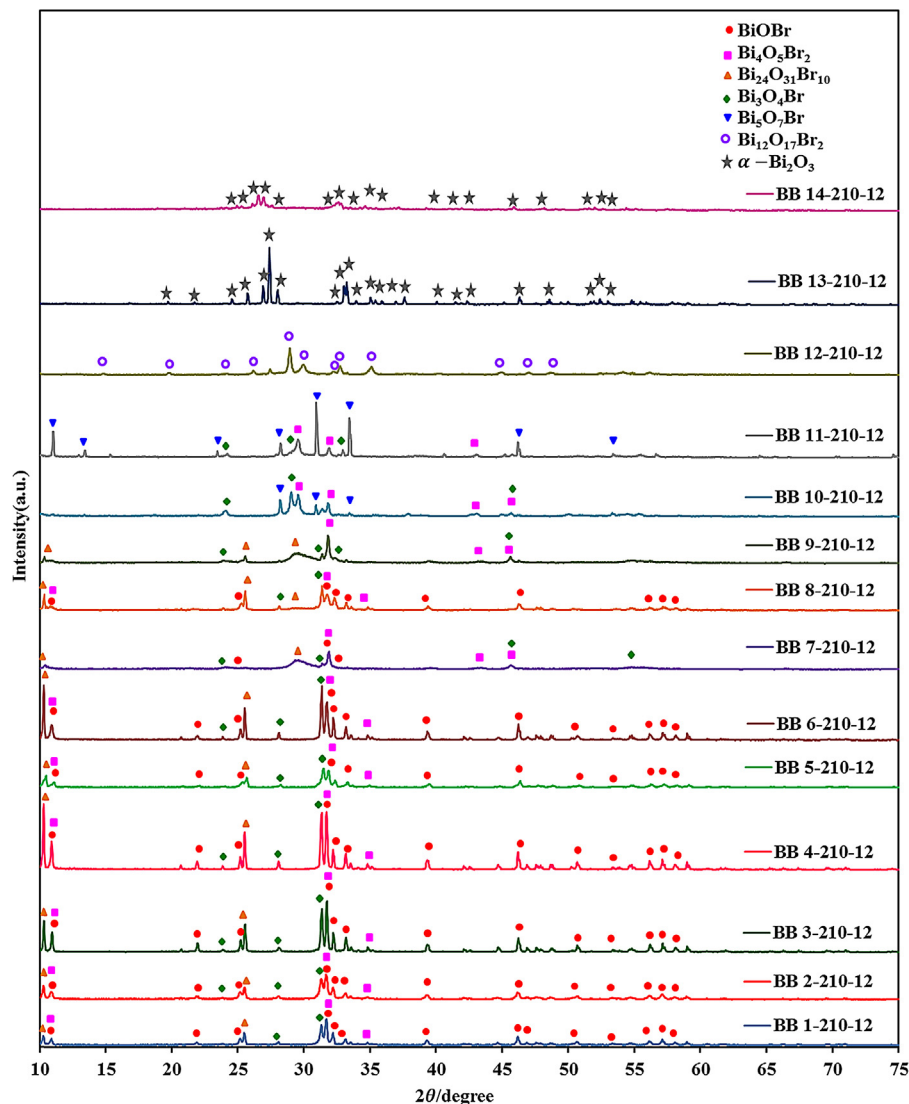 BiOBr
Bi₄O₅Br₂
Bi₂₄O₃₁Br₁₀
Bi₃O₄Br
Bi₅O₇Br
Bi₁₂O₁₇Br₂
α −Bi₂O₃
BB 14-210-12
BB 13-210-12
BB 12-210-12
BB 11-210-12
BB 10-210-12
BB 9-210-12
BB 8-210-12
BB 7-210-12
BB 6-210-12
BB 5-210-12
BB 4-210-12
BB 3-210-12
BB 2-210-12
BB 1-210-12
Intensity(a.u.)
10 15 20 25 30 35 40 45 50 55 60 65 70 75
2θ/degree